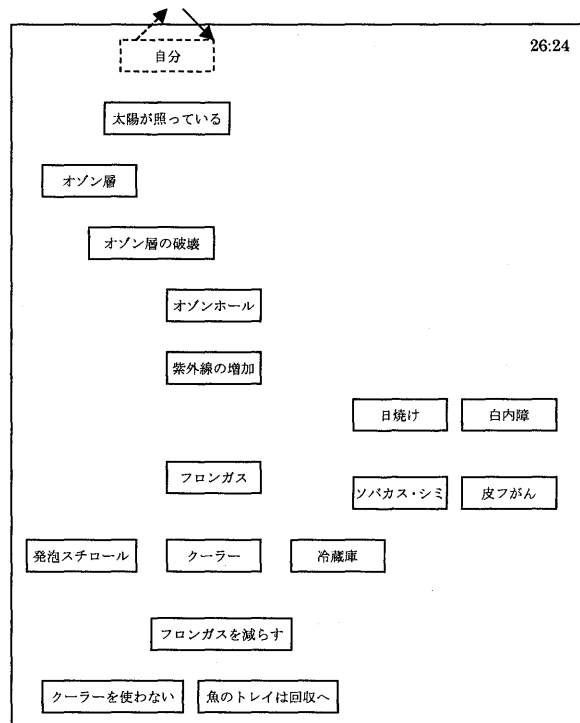 自分
26:24
太陽が照っている
オゾン層
オゾン層の破壊
オゾンホール
紫外線の増加
日焼け 白内障
フロンガス
ソバカス・シミ 皮フがん
発泡スチロール クーラー 冷蔵庫
フロンガスを減らす
クーラーを使わない 魚のトレイは回収へ